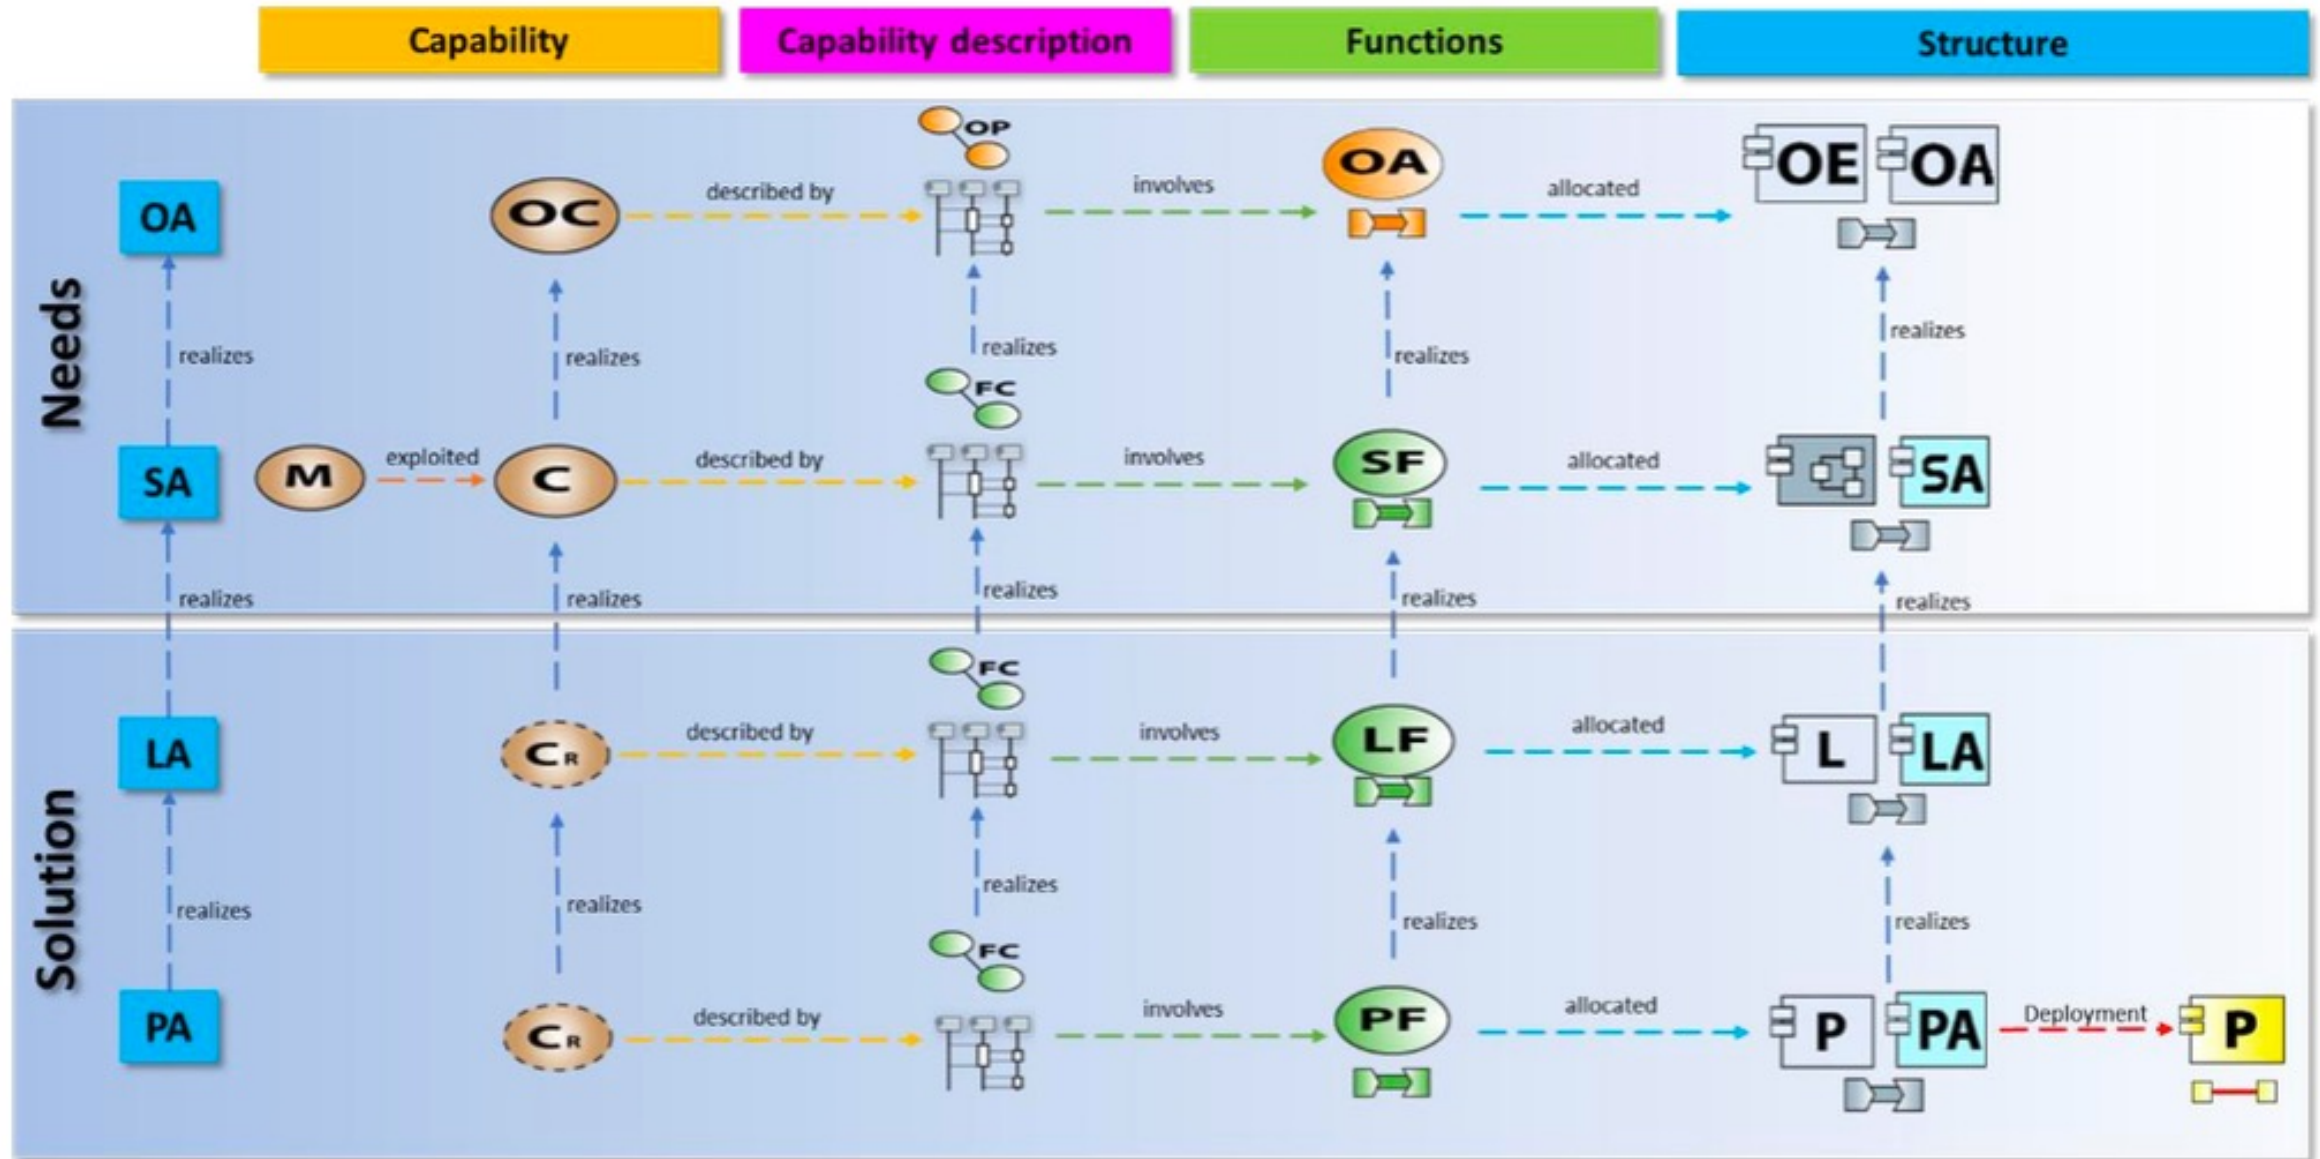 Capability
Capability description
Functions
Structure
Needs
OP
OA
OC
described by
involves
OA
allocated
OE
OA
realizes
realizes
realizes
realizes
realizes
FC
SA
M
exploited
C
described by
involves
SF
allocated
SA
realizes
realizes
realizes
realizes
realizes
Solution
FC
LA
CR
described by
involves
LF
allocated
L
LA
realizes
realizes
realizes
realizes
realizes
FC
PA
CR
described by
involves
PF
allocated
P
PA
Deployment
P